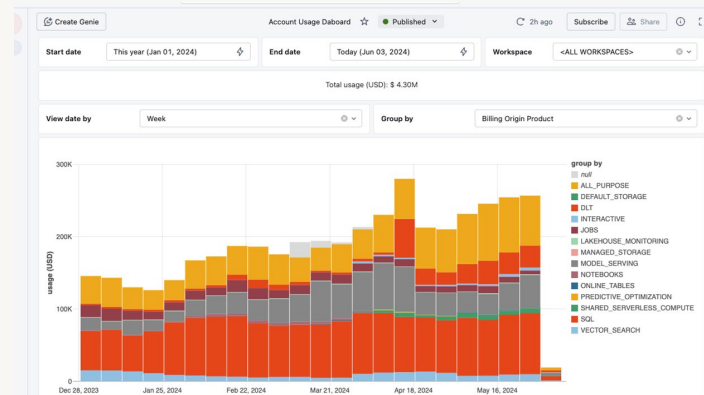 Create Genie
Account Usage Daboard
Published
2h ago
Subscribe
Share
Start date
This year (Jan 01, 2024)
End date
Today (Jun 03, 2024)
Workspace
<ALL WORKSPACES>
Total usage (USD): $ 4.30M
View date by
Week
Group by
Billing Origin Product
300K
200K
100K
0
usage (USD)
Dec 28, 2023
Jan 25, 2024
Feb 22, 2024
Mar 21, 2024
Apr 18, 2024
May 16, 2024
group by
null
ALL_PURPOSE
DEFAULT_STORAGE
DLT
INTERACTIVE
JOBS
LAKEHOUSE_MONITORING
MANAGED_STORAGE
MODEL_SERVING
NOTEBOOKS
ONLINE_TABLES
PREDICTIVE_OPTIMIZATION
SHARED_SERVERLESS_COMPUTE
SQL
VECTOR_SEARCH